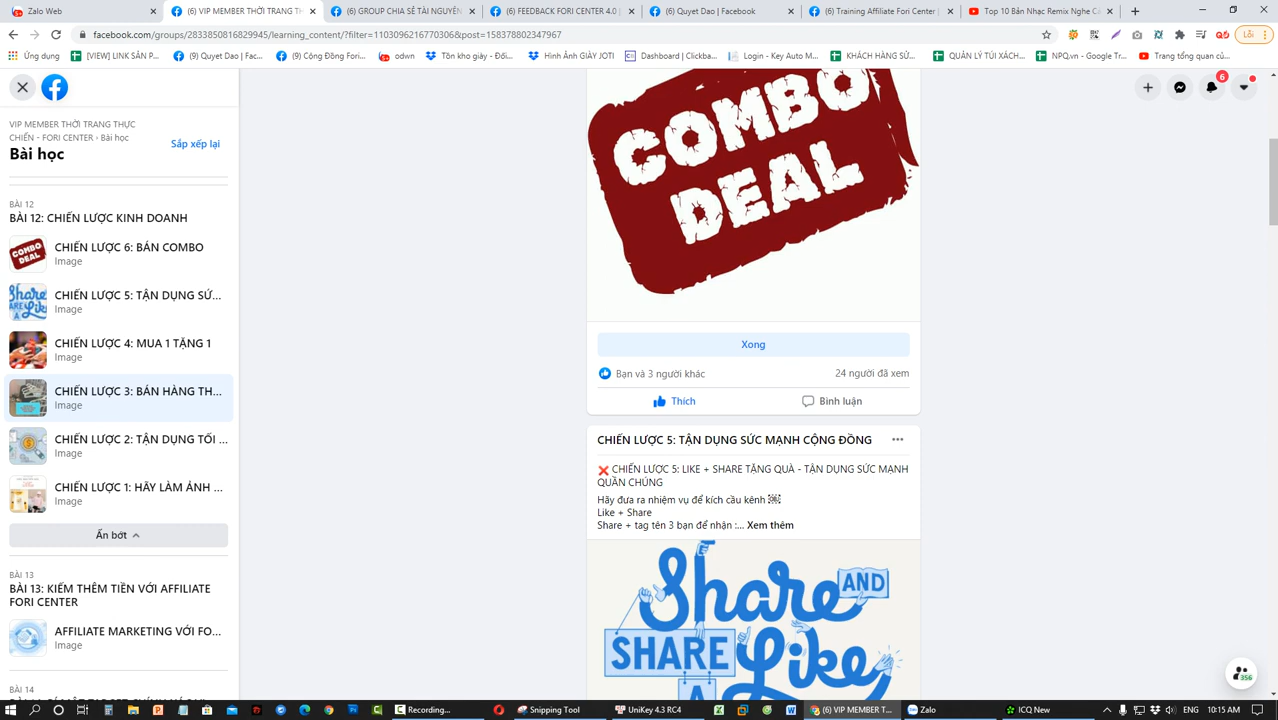 Zalo Web
(6) VIP MEMBER THỜI TRANG TH
(6) GROUP CHIA SẺ TÀI NGUYÊN
(6) FEEDBACK FORI CENTER 4.0 |
(6) Quyet Dao | Facebook
(6) Training Affiliate Fori Center |
Top 10 Bản Nhạc Remix Nghe C
facebook.com/groups/2833850816829945/learning_content/?filter=1103096216770306&post=158378802347967
Lỗi
Ứng dụng
[VIEW] LINK SẢN P...
(9) Quyet Dao | Fac...
(9) Cộng Đồng Fori...
odwn
Tồn kho giấy - Đối...
Hình Ảnh GIẤY JOTI
Dashboard | Clickba...
Login - Key Auto M...
KHÁCH HÀNG SỬ...
QUẢN LÝ TÚI XÁCH...
NPQ.vn - Google Tr...
Trang tổng quan củ...
6
VIP MEMBER THỜI TRANG THỰC
CHIẾN - FORI CENTER › Bài học
Bài học
Sắp xếp lại
BÀI 12
BÀI 12: CHIẾN LƯỢC KINH DOANH
CHIẾN LƯỢC 6: BÁN COMBO
Image
CHIẾN LƯỢC 5: TẬN DỤNG SỨ...
Image
CHIẾN LƯỢC 4: MUA 1 TẶNG 1
Image
CHIẾN LƯỢC 3: BÁN HÀNG TH...
Image
CHIẾN LƯỢC 2: TẬN DỤNG TỐI ...
Image
CHIẾN LƯỢC 1: HÃY LÀM ẢNH ...
Image
Ẩn bớt
BÀI 13
BÀI 13: KIẾM THÊM TIỀN VỚI AFFILIATE
FORI CENTER
AFFILIATE MARKETING VỚI FO...
Image
BÀI 14
COMBO
DEAL
Xong
Bạn và 3 người khác
24 người đã xem
Thích
Bình luận
CHIẾN LƯỢC 5: TẬN DỤNG SỨC MẠNH CỘNG ĐỒNG
CHIẾN LƯỢC 5: LIKE + SHARE TẶNG QUÀ - TẬN DỤNG SỨC MẠNH
QUẦN CHÚNG
Hãy đưa ra nhiệm vụ để kích cầu kênh
Like + Share
Share + tag tên 3 bạn để nhận :... Xem thêm
Share AND
SHARE Like
A
356
Recording...
Snipping Tool
UniKey 4.3 RC4
(6) VIP MEMBER T...
Zalo
ICQ New
ENG
10:15 AM